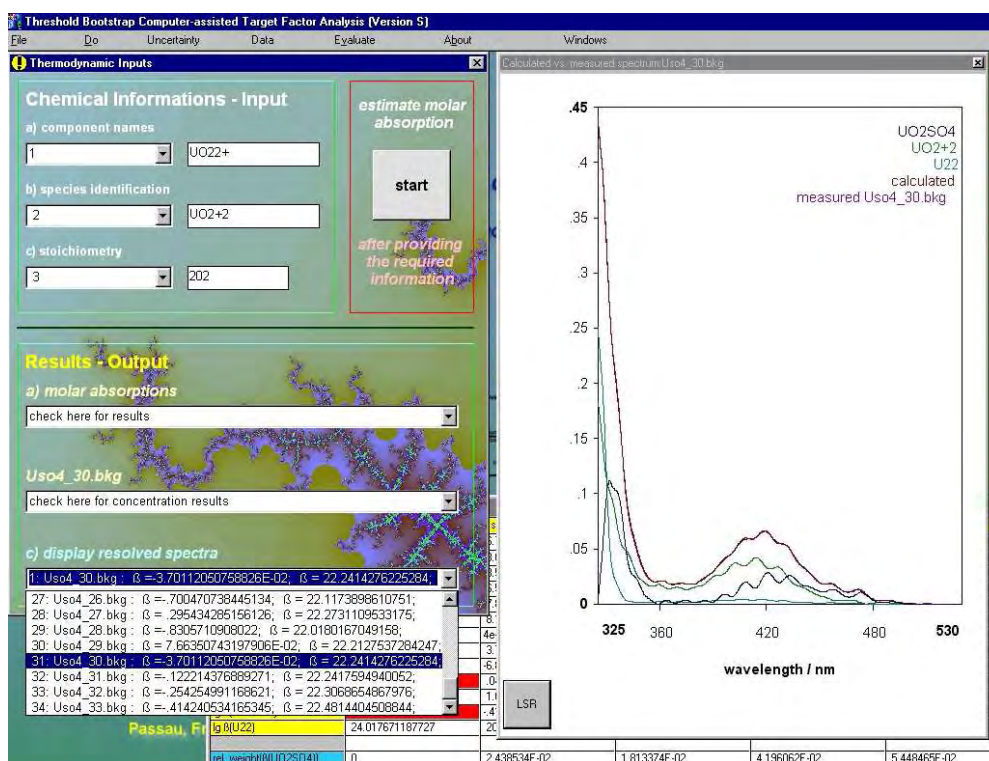 Threshold Bootstrap Computer-assisted Target Factor Analysis (Version S)
File Do Uncertainty Data Evaluate About Windows
Thermodynamic Inputs
Chemical Informations - Input
a) component names
1 UO22+
b) species identification
2 UO2+2
c) stoichiometry
3 202
estimate molar
absorption
start
after providing
the required
information
Results - Output
a) molar absorptions
check here for results
Uso4_30.bkg
check here for concentration results
c) display resolved spectra
1: Uso4_30.bkg : ß =-3.70112050758826E-02; ß = 22.2414276225284;
27: Uso4_26.bkg : ß =-.700470738445134; ß = 22.1173898610751;
28: Uso4_27.bkg : ß = .295434285156126; ß = 22.2731109533175;
29: Uso4_28.bkg : ß =-.8305710908022; ß = 22.0180167049158;
30: Uso4_29.bkg : ß = 7.66350743197906E-02; ß = 22.2127537284247;
31: Uso4_30.bkg : ß =-3.70112050758826E-02; ß = 22.2414276225284;
32: Uso4_31.bkg : ß =-.122214376889271; ß = 22.2417594940052;
33: Uso4_32.bkg : ß =-.254254991168621; ß = 22.3068654867976;
34: Uso4_33.bkg : ß =-.414240534165345; ß = 22.4814404508844;
Passau, Fr
lg ß(U22) 24.017671187727 20
rel. weight(ß(UO2SO4)) 0 2.438534E-02 1.813374E-02 4.196062E-02 5.448465E-02
Calculated vs. measured spectrum Uso4_30.bkg
UO2SO4
UO2+2
U22
calculated
measured Uso4_30.bkg
.45
.4
.35
.3
.25
.2
.15
.1
.05
0
325 360 420 480 530
wavelength / nm
LSR